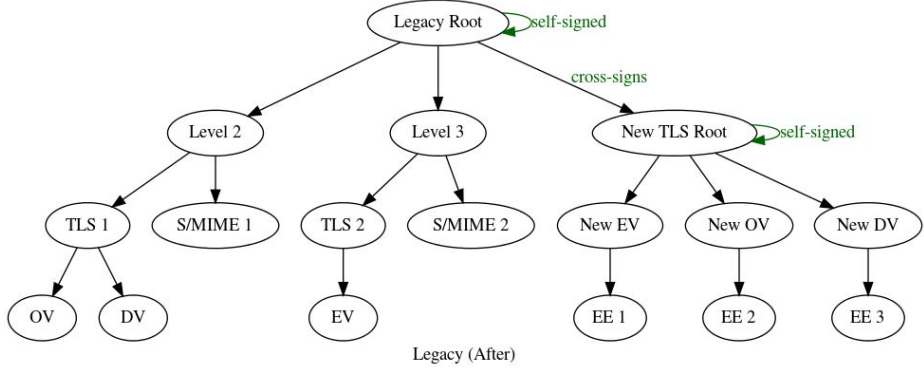 Legacy Root
self-signed
cross-signs
Level 2
Level 3
New TLS Root
self-signed
TLS 1
S/MIME 1
TLS 2
S/MIME 2
New EV
New OV
New DV
OV
DV
EV
EE 1
EE 2
EE 3
Legacy (After)